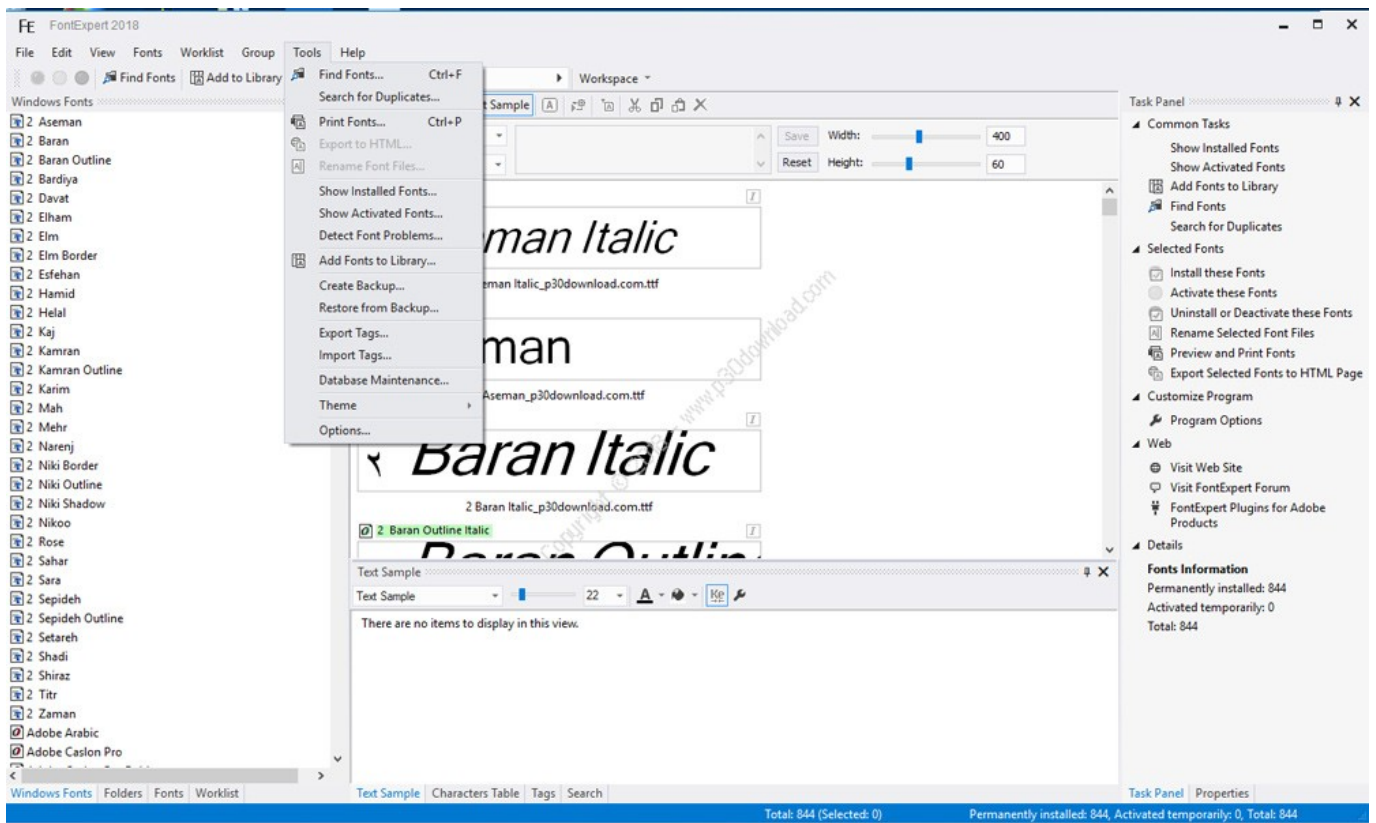 FE FontExpert 2018
File Edit View Fonts Worklist Group Tools Help
Find Fonts Add to Library Workspace
Windows Fonts
2 Aseman
2 Baran
2 Baran Outline
2 Bardiya
2 Davat
2 Elham
2 Elm
2 Elm Border
2 Esfehan
2 Hamid
2 Helal
2 Kaj
2 Kamran
2 Kamran Outline
2 Karim
2 Mah
2 Mehr
2 Narenj
2 Niki Border
2 Niki Outline
2 Niki Shadow
2 Nikoo
2 Rose
2 Sahar
2 Sara
2 Sepideh
2 Sepideh Outline
2 Setareh
2 Shadi
2 Shiraz
2 Titr
2 Zaman
Adobe Arabic
Adobe Caslon Pro
Windows Fonts Folders Fonts Worklist
Find Fonts... Ctrl+F
Search for Duplicates...
Print Fonts... Ctrl+P
Export to HTML...
Rename Font Files...
Show Installed Fonts...
Show Activated Fonts...
Detect Font Problems...
Add Fonts to Library...
Create Backup...
Restore from Backup...
Export Tags...
Import Tags...
Database Maintenance...
Theme
Options...
Sample
Save Width: 400
Reset Height: 60
man Italic
eman Italic_p30download.com.ttf
man
Aseman_p30download.com.ttf
۲ Baran Italic
2 Baran Italic_p30download.com.ttf
2 Baran Outline Italic
Baran Outlin
Copyright © 2008 - www.p30download.com
Text Sample
Text Sample 22 A Ke
There are no items to display in this view.
Text Sample Characters Table Tags Search
Task Panel
Common Tasks
Show Installed Fonts
Show Activated Fonts
Add Fonts to Library
Find Fonts
Search for Duplicates
Selected Fonts
Install these Fonts
Activate these Fonts
Uninstall or Deactivate these Fonts
Rename Selected Font Files
Preview and Print Fonts
Export Selected Fonts to HTML Page
Customize Program
Program Options
Web
Visit Web Site
Visit FontExpert Forum
FontExpert Plugins for Adobe
Products
Details
Fonts Information
Permanently installed: 844
Activated temporarily: 0
Total: 844
Task Panel Properties
Total: 844 (Selected: 0) Permanently installed: 844, Activated temporarily: 0, Total: 844